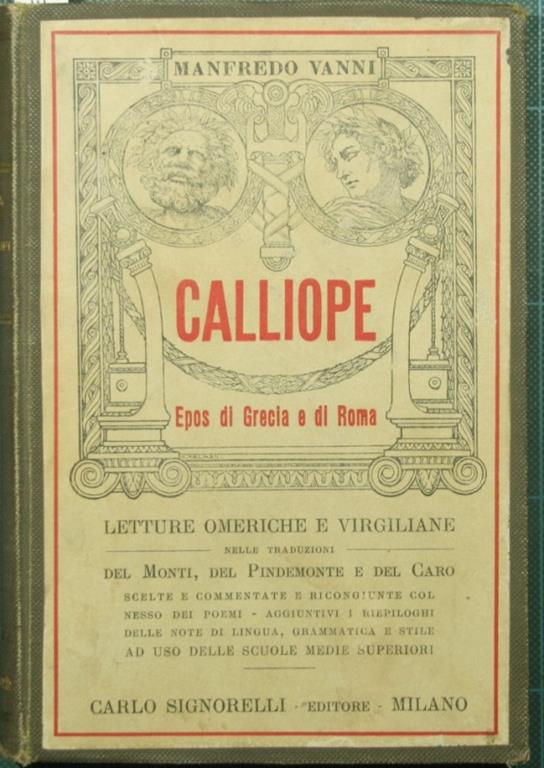 MANFREDO VANNI
CALLIOPE
Epos di Grecia e di Roma
LETTURE OMERICHE E VIRGILIANE
NELLE TRADUZIONI
DEL MONTI, DEL PINDEMONTE E DEL CARO
SCELTE E COMMENTATE E RICONGIUNTE COL
NESSO DEI POEMI - AGGIUNTIVI I RIEPILOGHI
DELLE NOTE DI LINGUA, GRAMMATICA E STILE
AD USO DELLE SCUOLE MEDIE SUPERIORI
CARLO SIGNORELLI - EDITORE - MILANO